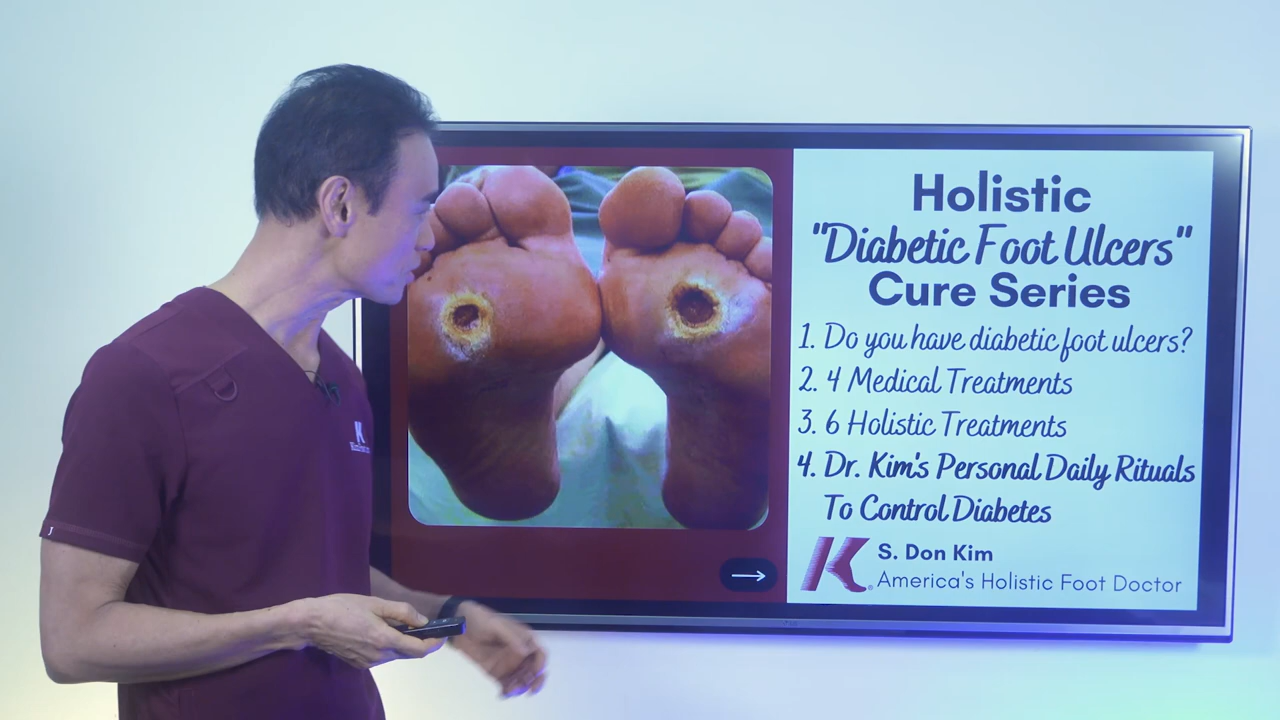 Holistic
"Diabetic Foot Ulcers"
Cure Series
1. Do you have diabetic foot ulcers?
2. 4 Medical Treatments
3. 6 Holistic Treatments
4. Dr. Kim's Personal Daily Rituals
To Control Diabetes
K®
S. Don Kim
America's Holistic Foot Doctor
K
J